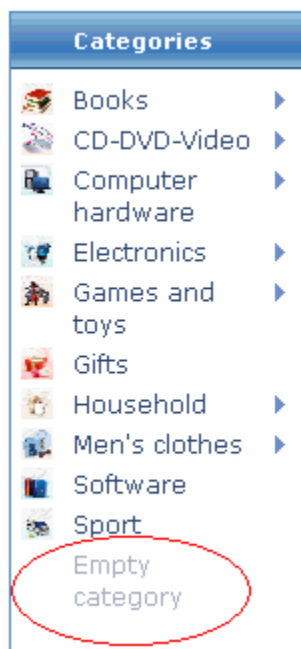 Categories
Books
CD-DVD-Video
Computer
hardware
Electronics
Games and
toys
Gifts
Household
Men's clothes
Software
Sport
Empty
category